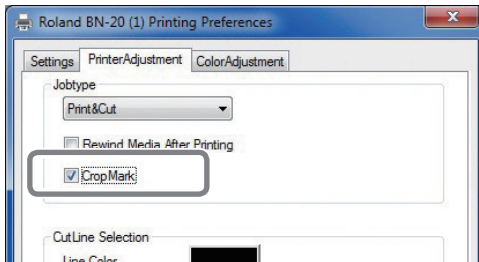 Roland BN-20 (1) Printing Preferences
Settings PrinterAdjustment ColorAdjustment
Jobtype
Print&Cut
Rewind Media After Printing
CropMark
CutLine Selection
Line Color